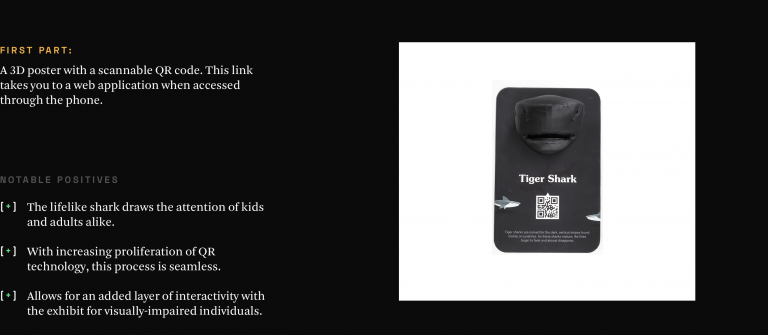 FIRST PART:
A 3D poster with a scannable QR code. This link
takes you to a web application when accessed
through the phone.
NOTABLE POSITIVES
[+] The lifelike shark draws the attention of kids
and adults alike.
[+] With increasing proliferation of QR
technology, this process is seamless.
[+] Allows for an added layer of interactivity with
the exhibit for visually-impaired individuals.
Tiger Shark